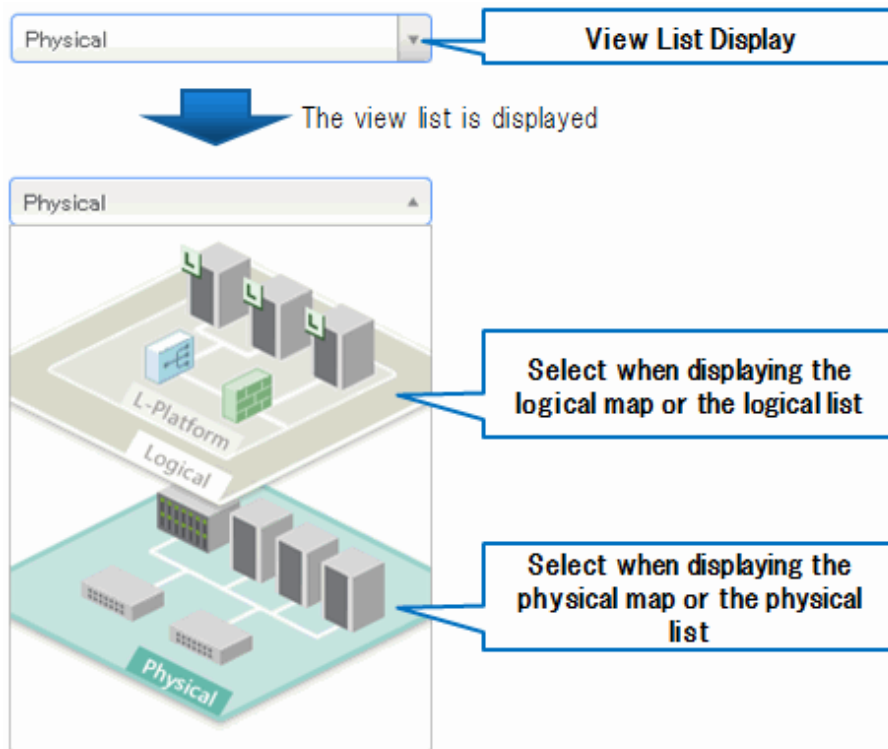 Physical
View List Display
The view list is displayed
Physical
L
L
L
Select when displaying the
logical map or the logical list
L-Platform
Logical
Select when displaying the
physical map or the physical
list
Physical